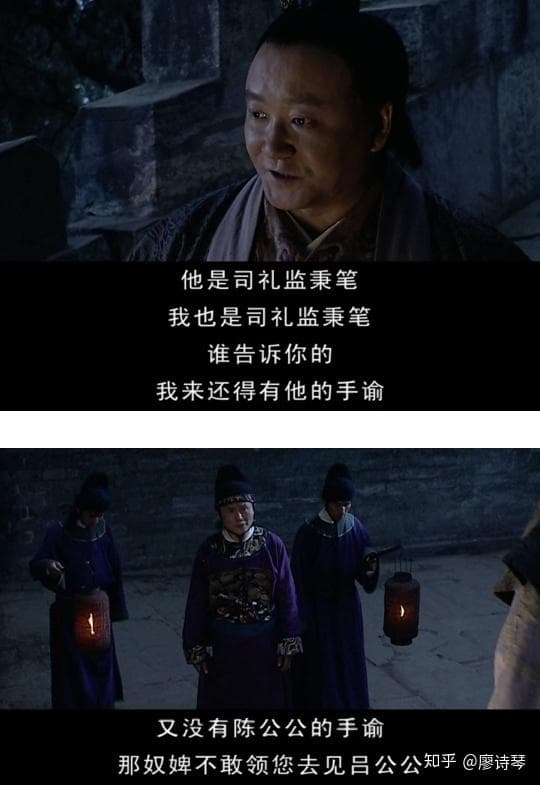 他是司礼监秉笔
我也是司礼监秉笔
谁告诉你的
我来还得有他的手谕
又没有陈公公的手谕
那奴婢不敢领您去见吕公公
知乎 @廖诗琴